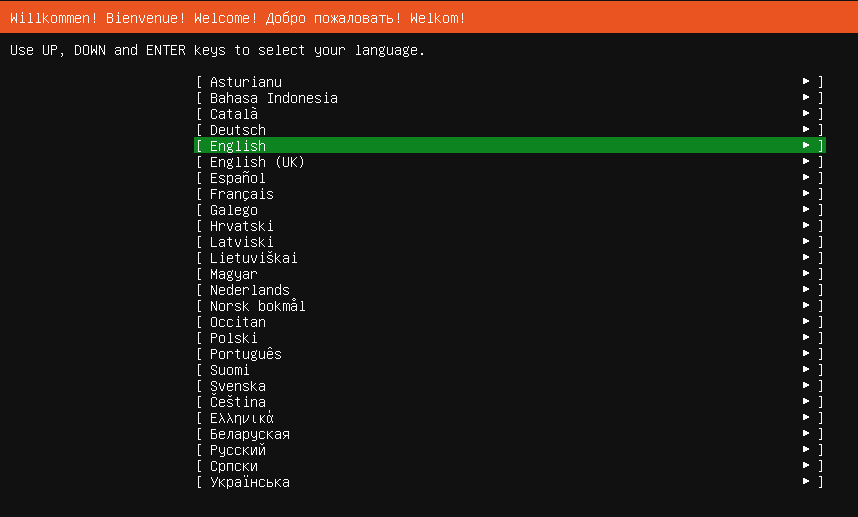 Willkommen! Bienvenue! Welcome! Добро пожаловать! Welkom!
Use UP, DOWN and ENTER keys to select your language.
[ Asturianu ► ]
[ Bahasa Indonesia ► ]
[ Català ► ]
[ Deutsch ► ]
[ English ► ]
[ English (UK) ► ]
[ Español ► ]
[ Français ► ]
[ Galego ► ]
[ Hrvatski ► ]
[ Latviski ► ]
[ Lietuviškai ► ]
[ Magyar ► ]
[ Nederlands ► ]
[ Norsk bokmål ► ]
[ Occitan ► ]
[ Polski ► ]
[ Português ► ]
[ Suomi ► ]
[ Svenska ► ]
[ Čeština ► ]
[ Ελληνικά ► ]
[ Беларуская ► ]
[ Русский ► ]
[ Српски ► ]
[ Українська ► ]